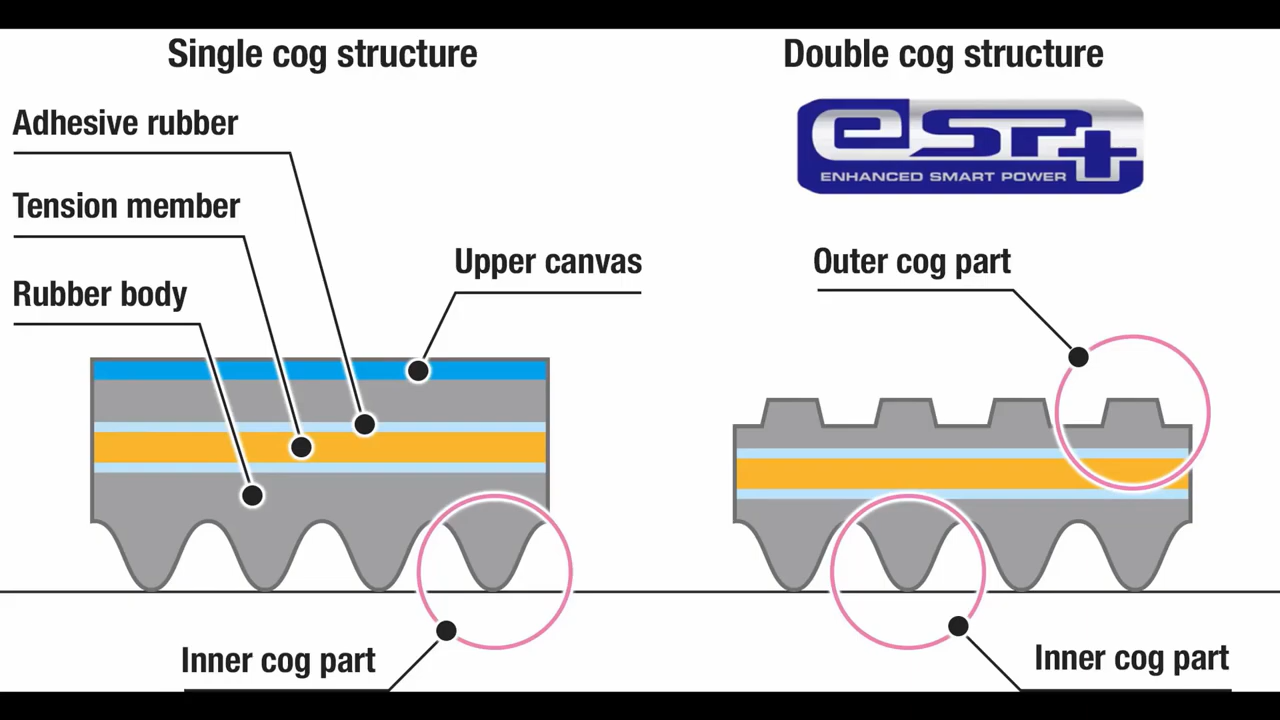 Single cog structure
Adhesive rubber
Tension member
Rubber body
Upper canvas
Inner cog part
Double cog structure
eSP+
ENHANCED SMART POWER
Outer cog part
Inner cog part